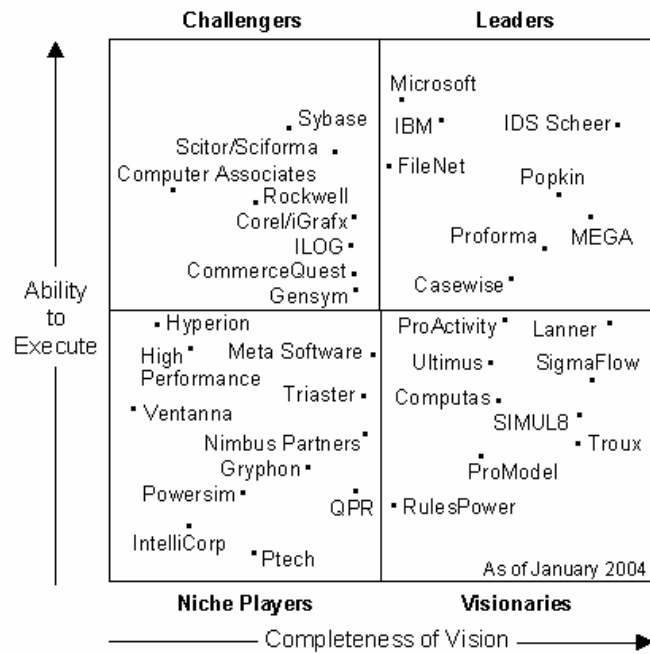 Challengers
Leaders
Microsoft
Sybase
IBM
IDS Scheer
Scitor/Sciforma
Computer Associates
FileNet
Rockwell
Popkin
Corel/iGrafx
ILOG
Proforma
MEGA
CommerceQuest
Casewise
Gensym
Ability
to
Execute
Hyperion
ProActivity
Lanner
High
Performance
Meta Software
Ultimus
SigmaFlow
Triaster
Computas
Ventanna
SIMUL8
Nimbus Partners
Troux
Gryphon
ProModel
Powersim
QPR
RulesPower
IntelliCorp
Ptech
As of January 2004
Niche Players
Visionaries
Completeness of Vision